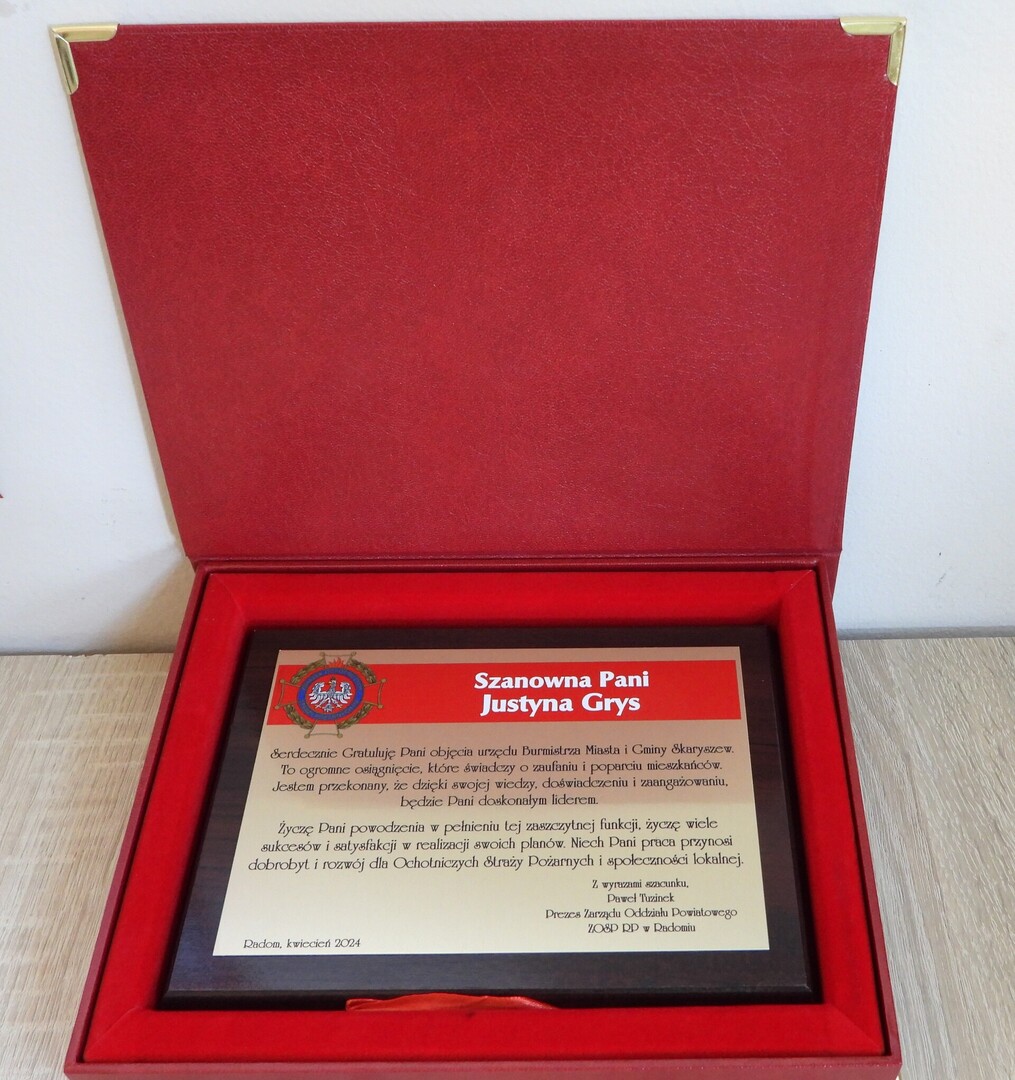 Szanowna Pani
Justyna Grys
Serdecznie Gratuluję Pani objęcia urzędu Burmistrza Miasta i Gminy Skaryszew.
To ogromne osiągnięcie, które świadczy o zaufaniu i poparciu mieszkańców.
Jestem przekonany, że dzięki swojej wiedzy, doświadczeniu i zaangażowaniu,
będzie Pani doskonałym liderem.
Życzę Pani powodzenia w pełnieniu tej zaszczytnej funkcji, życzę wiele
sukcesów i satysfakcji w realizacji swoich planów. Niech Pani praca przynosi
dobrobyt i rozwój dla Ochotniczych Straży Pożarnych i społeczności lokalnej.
Z wyrazami szacunku,
Paweł Tuzinek
Prezes Zarządu Oddziału Powiatowego
ZOSP RP w Radomiu
Radom, kwiecień 2024